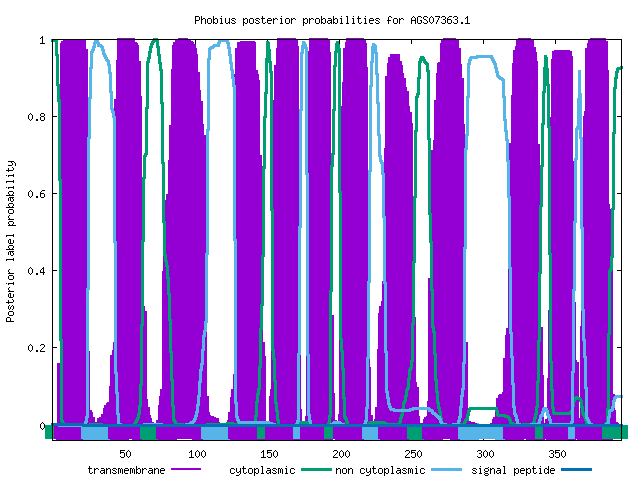 Phobius posterior probabilities for AGS07363.1
1
0.8
0.6
0.4
0.2
0
Posterior label probability
50 100 150 200 250 300 350
transmembrane cytoplasmic non cytoplasmic signal peptide